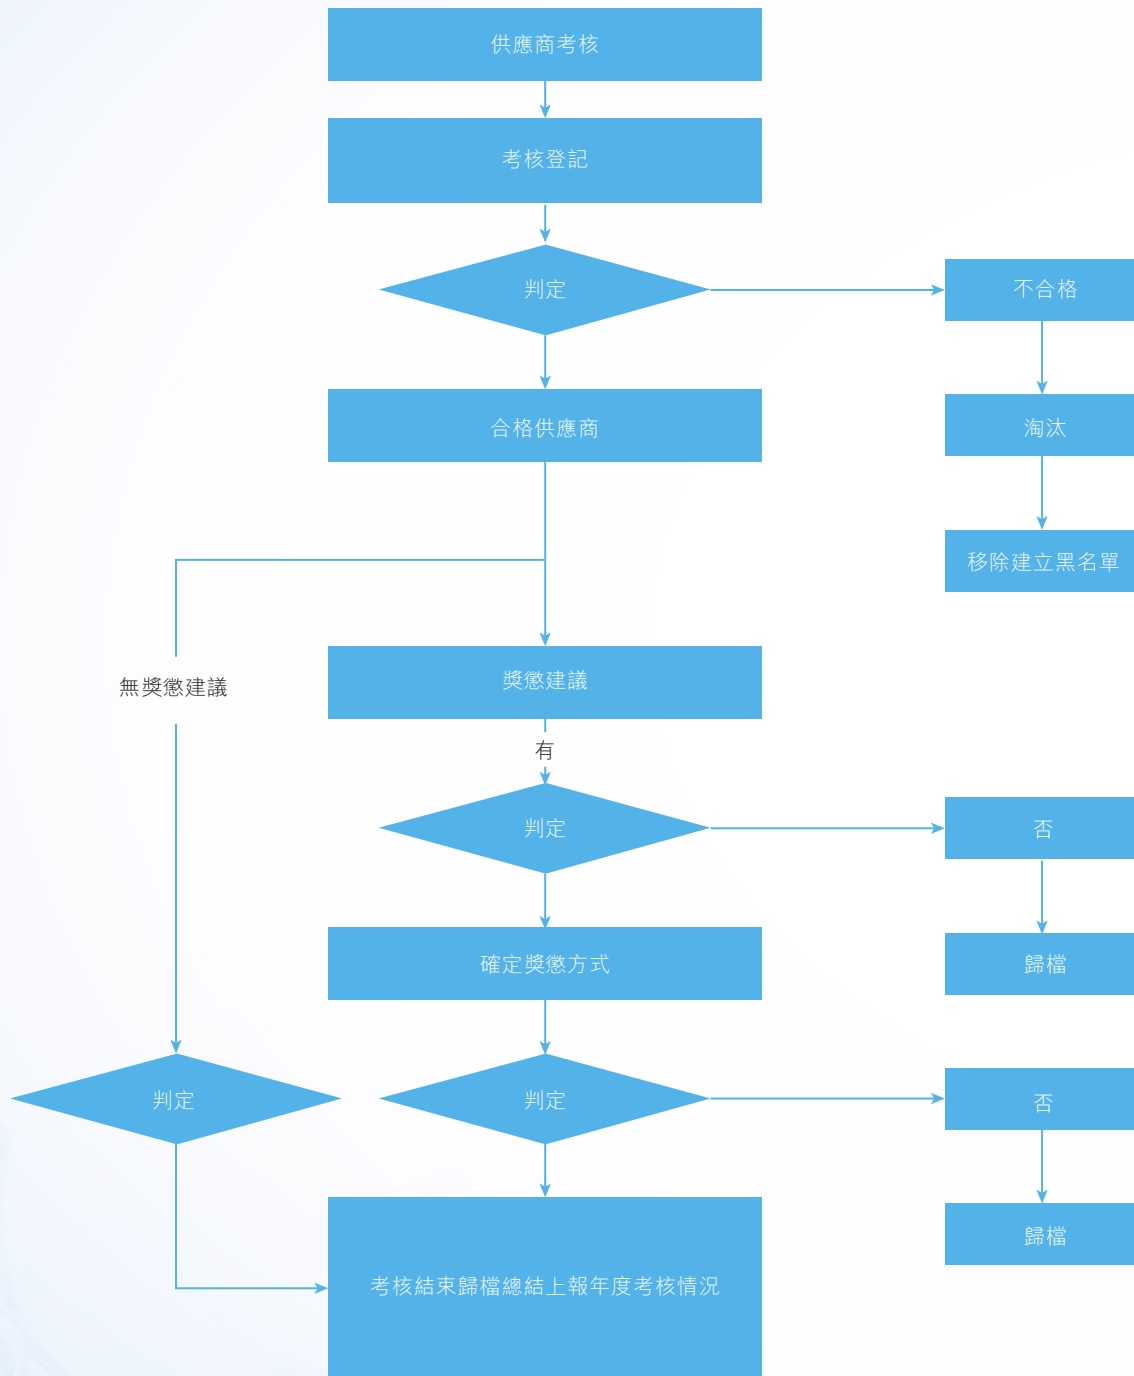 供應商考核
考核登記
判定
不合格
合格供應商
淘汰
移除建立黑名單
無獎懲建議
獎懲建議
有
判定
否
確定獎懲方式
歸檔
判定
判定
否
歸檔
考核結束歸檔總結上報年度考核情況